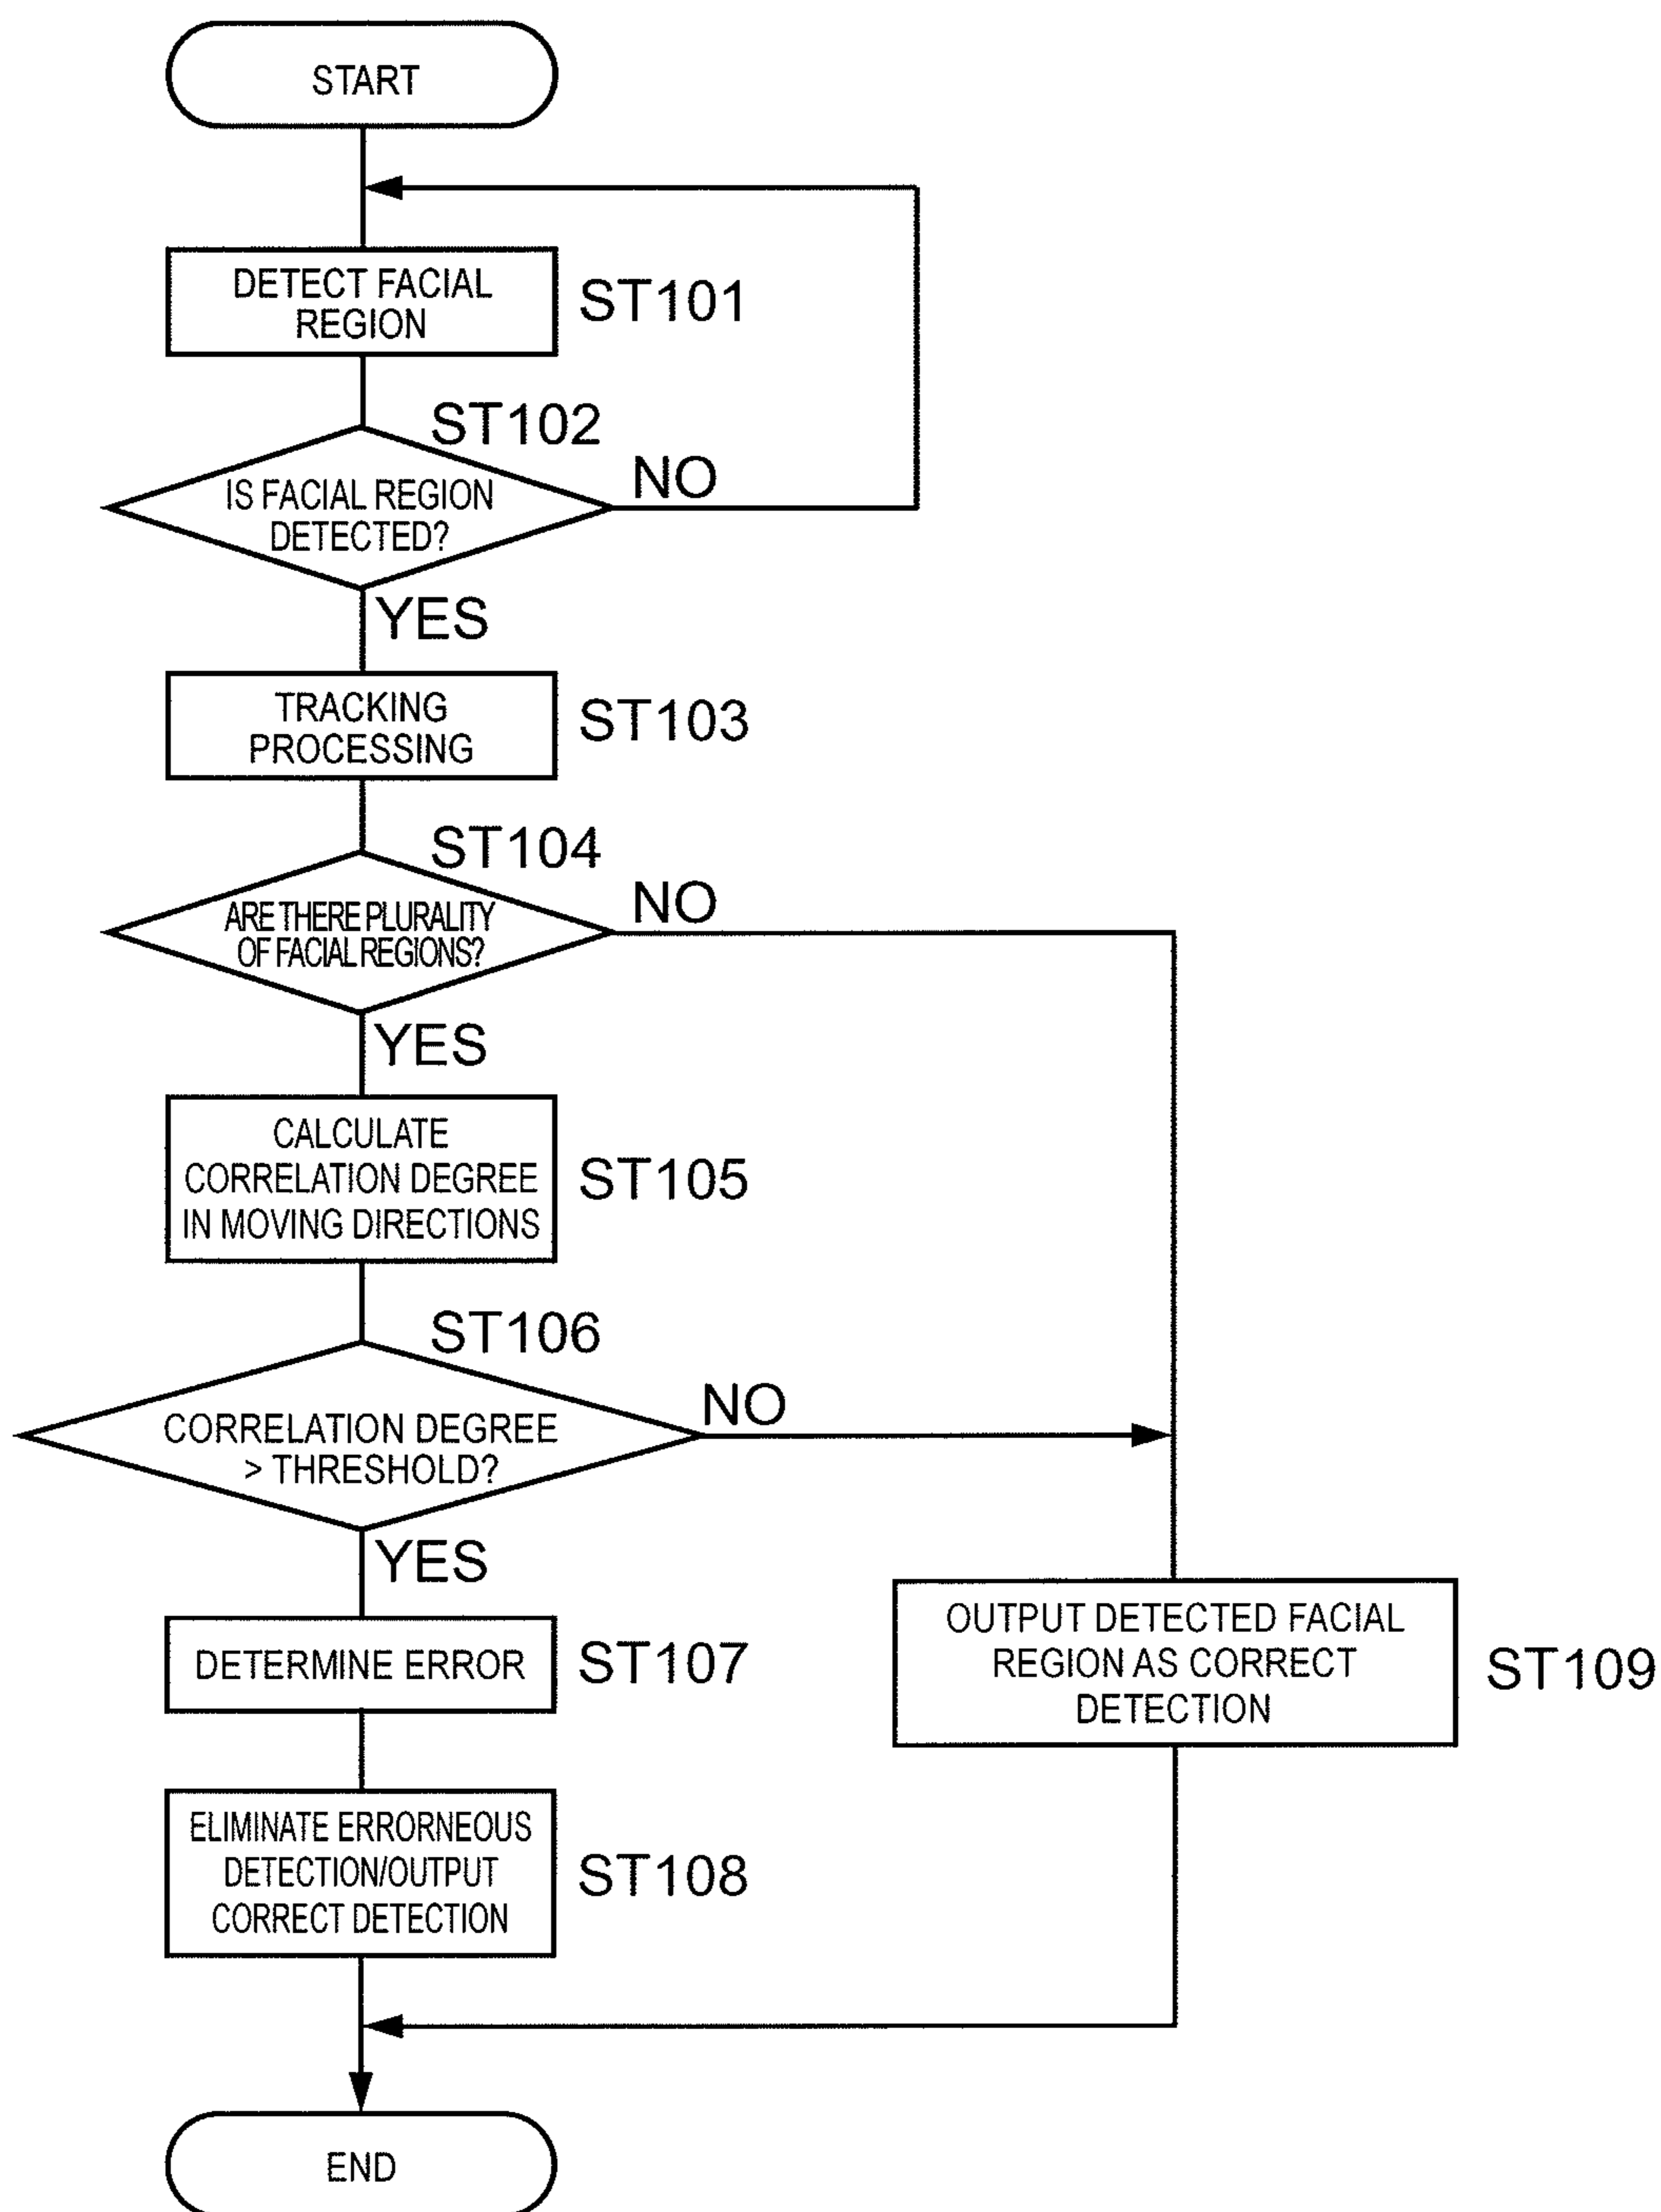 START
DETECT FACIAL
REGION
ST101
ST102
IS FACIAL REGION
DETECTED?
NO
YES
TRACKING
PROCESSING
ST103
ST104
ARE THERE PLURALITY
OF FACIAL REGIONS?
NO
YES
CALCULATE
CORRELATION DEGREE
IN MOVING DIRECTIONS
ST105
ST106
CORRELATION DEGREE
> THRESHOLD?
NO
YES
DETERMINE ERROR
ST107
OUTPUT DETECTED FACIAL
REGION AS CORRECT
DETECTION
ST109
ELIMINATE ERRORNEOUS
DETECTION/OUTPUT
CORRECT DETECTION
ST108
END